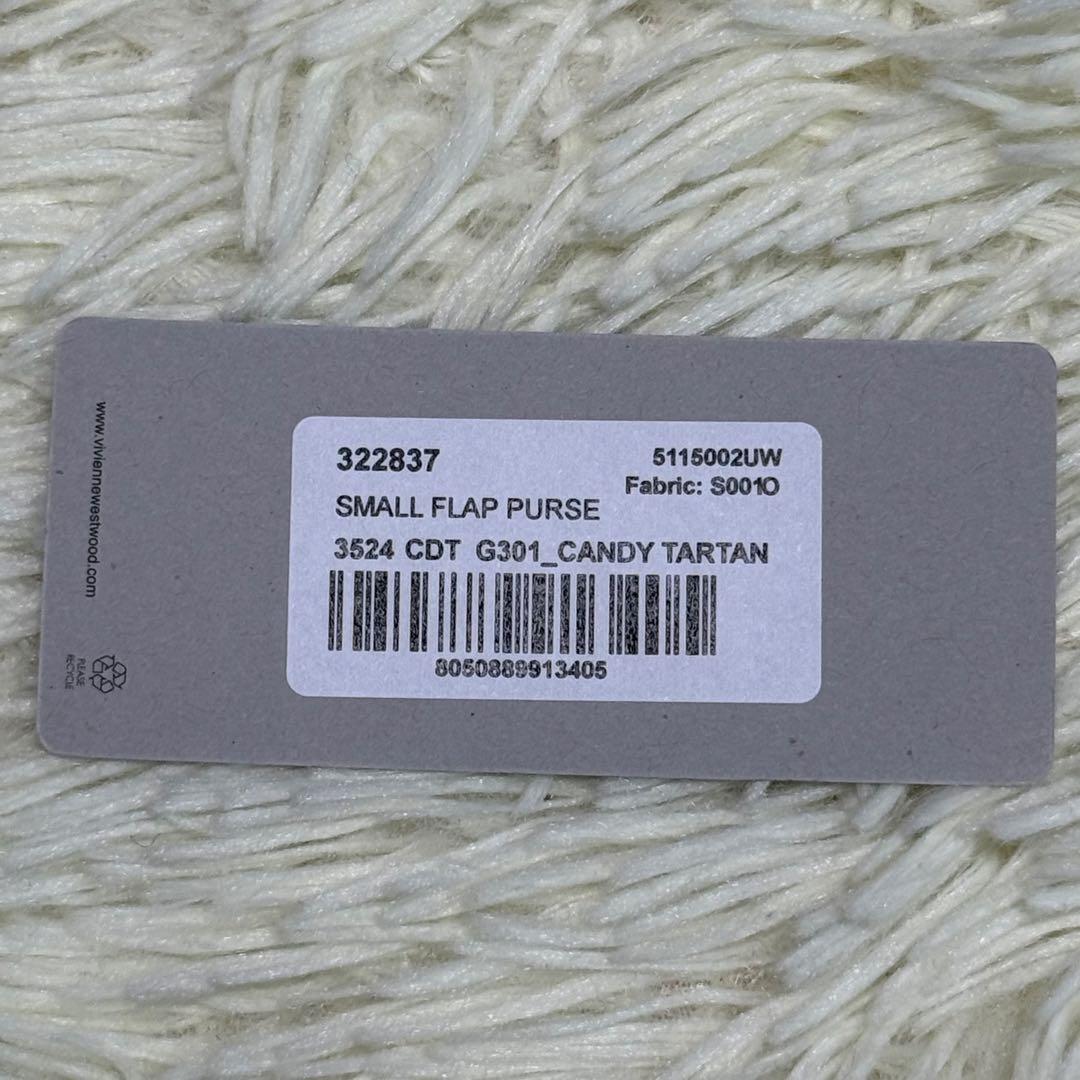 www.viviennewestwood.com
PLEASE
RECYCLE
322837
5115002UW
Fabric: S001O
SMALL FLAP PURSE
3524 CDT G301_CANDY TARTAN
8050889913405